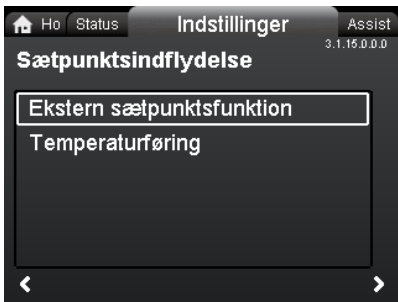 Ho Status Indstillinger Assist
3.1.15.0.0.0
Sætpunktsindflydelse
Ekstern sætpunktsfunktion
Temperaturføring